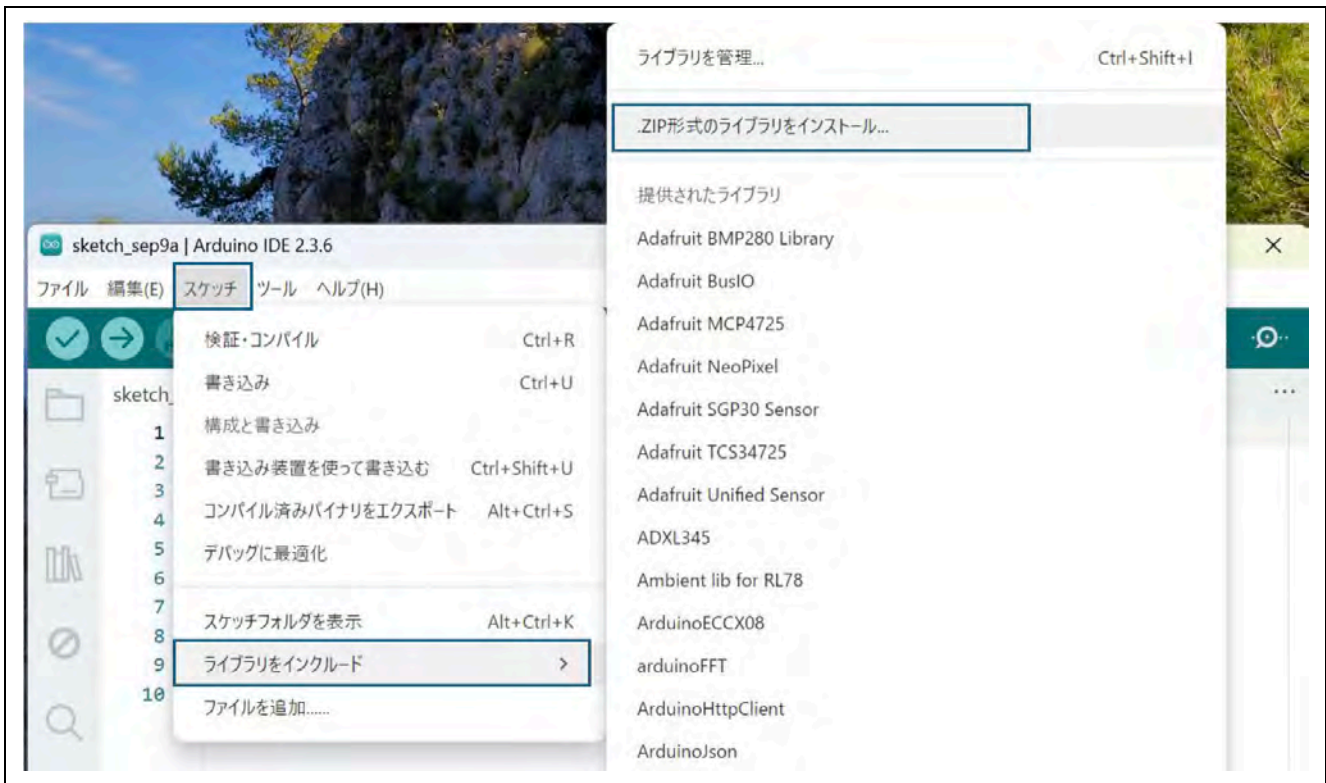 sketch_sep9a | Arduino IDE 2.3.6
ファイル 編集(E) スケッチ ツール ヘルプ(H)
検証・コンパイル Ctrl+R
書き込み Ctrl+U
構成と書き込み
書き込み装置を使って書き込む Ctrl+Shift+U
コンパイル済みバイナリをエクスポート Alt+Ctrl+S
デバッグに最適化
スケッチフォルダを表示 Alt+Ctrl+K
ライブラリをインクルード >
ファイルを追加......
sketch_
1
2
3
4
5
6
7
8
9
10
ライブラリを管理... Ctrl+Shift+I
.ZIP形式のライブラリをインストール...
提供されたライブラリ
Adafruit BMP280 Library
Adafruit BusIO
Adafruit MCP4725
Adafruit NeoPixel
Adafruit SGP30 Sensor
Adafruit TCS34725
Adafruit Unified Sensor
ADXL345
Ambient lib for RL78
ArduinoECCX08
arduinoFFT
ArduinoHttpClient
ArduinoJson